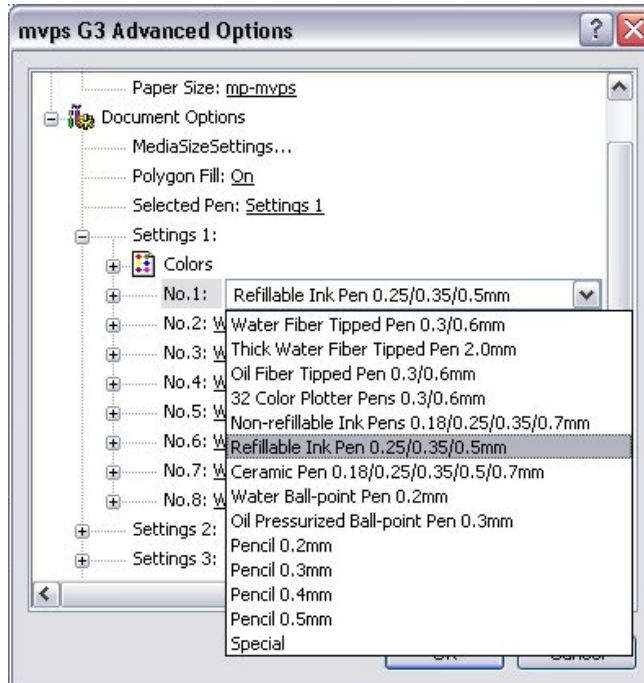 mvps G3 Advanced Options
Paper Size: mp-mvps
Document Options
MediaSizeSettings...
Polygon Fill: On
Selected Pen: Settings 1
Settings 1:
Colors
No.1: Refillable Ink Pen 0.25/0.35/0.5mm
No.2: W
No.3: W
No.4: W
No.5: W
No.6: W
No.7: W
No.8: W
Settings 2:
Settings 3:
Water Fiber Tipped Pen 0.3/0.6mm
Thick Water Fiber Tipped Pen 2.0mm
Oil Fiber Tipped Pen 0.3/0.6mm
32 Color Plotter Pens 0.3/0.6mm
Non-refillable Ink Pens 0.18/0.25/0.35/0.7mm
Refillable Ink Pen 0.25/0.35/0.5mm
Ceramic Pen 0.18/0.25/0.35/0.5/0.7mm
Water Ball-point Pen 0.2mm
Oil Pressurized Ball-point Pen 0.3mm
Pencil 0.2mm
Pencil 0.3mm
Pencil 0.4mm
Pencil 0.5mm
Special